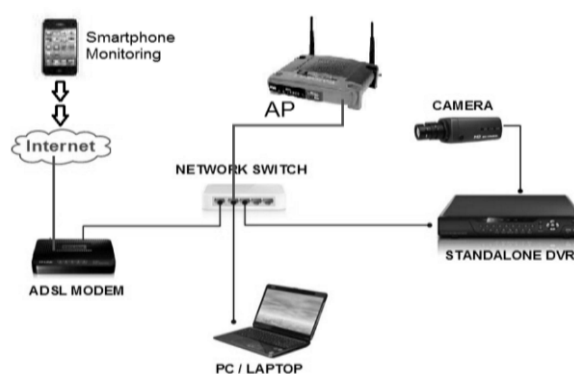 Smartphone
Monitoring
AP
CAMERA
Internet
NETWORK SWITCH
STANDALONE DVR
ADSL MODEM
PC / LAPTOP